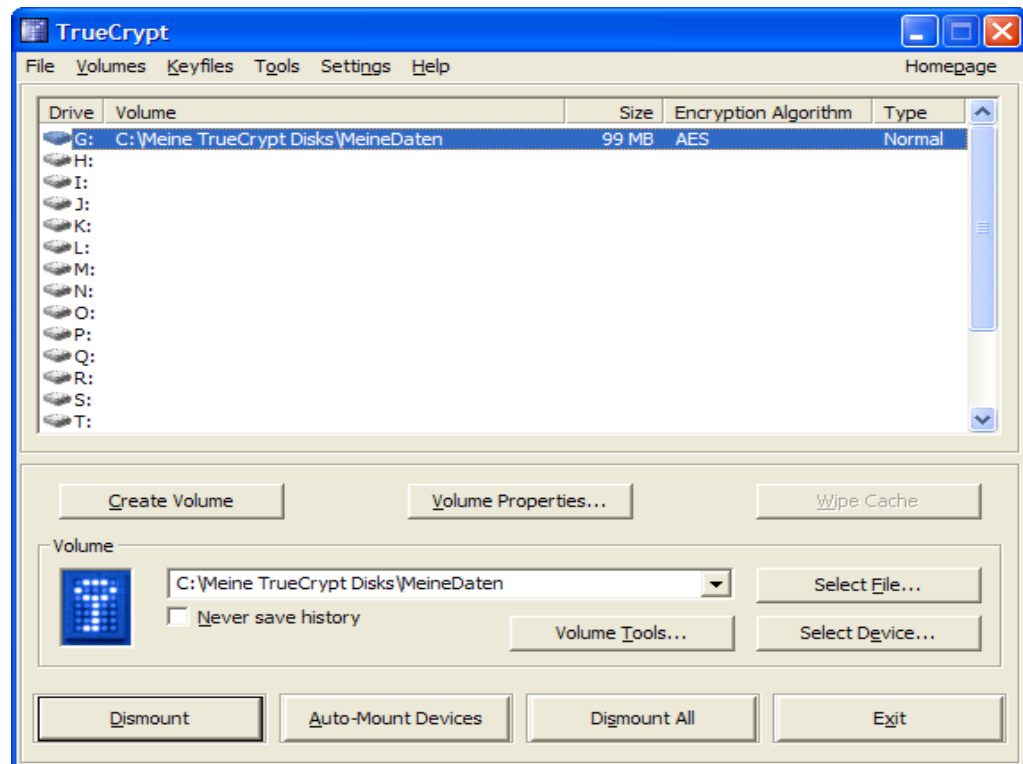 TrueCrypt
File Volumes Keyfiles Tools Settings Help Homepage
Drive Volume Size Encryption Algorithm Type
G: C:\Meine TrueCrypt Disks\MeineDaten 99 MB AES Normal
H:
I:
J:
K:
L:
M:
N:
O:
P:
Q:
R:
S:
T:
Create Volume Volume Properties... Wipe Cache
Volume
C:\Meine TrueCrypt Disks\MeineDaten Select File...
Never save history
Volume Tools... Select Device...
Dismount Auto-Mount Devices Dismount All Exit